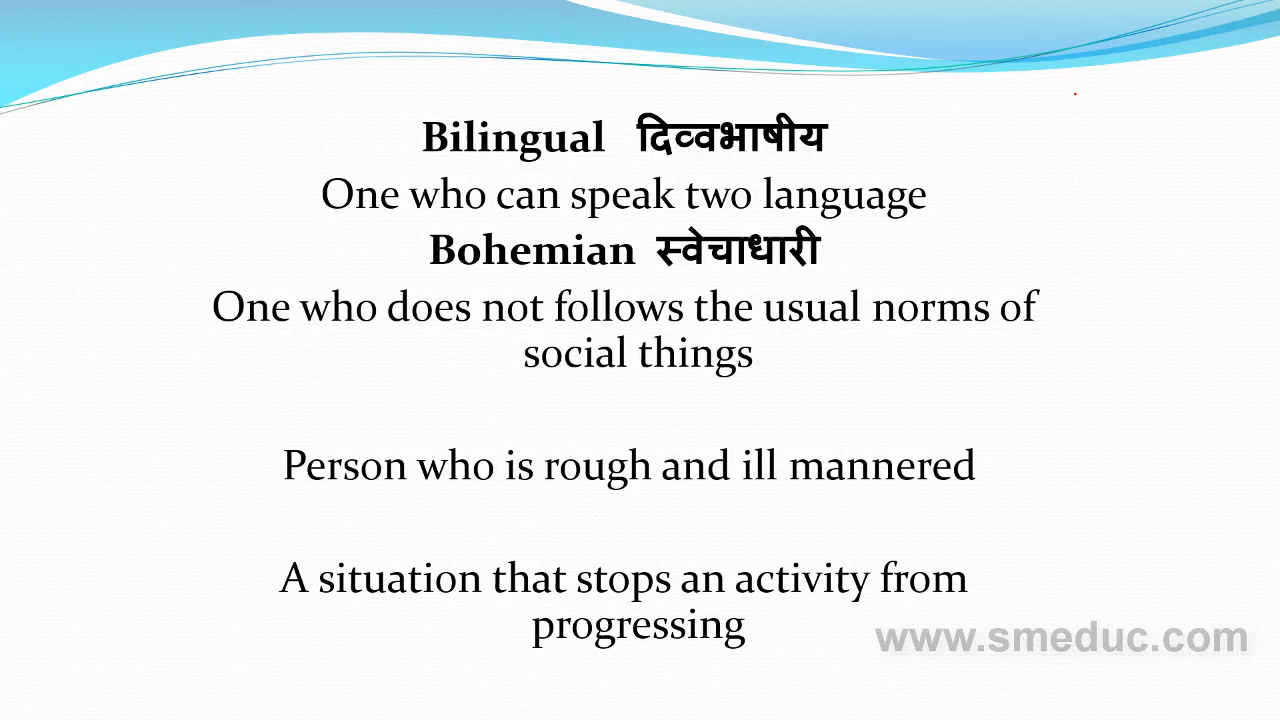 Bilingual दिव्वभाषीय
One who can speak two language
Bohemian स्वेचाधारी
One who does not follows the usual norms of
social things
Person who is rough and ill mannered
A situation that stops an activity from
progressing
www.smeduc.com